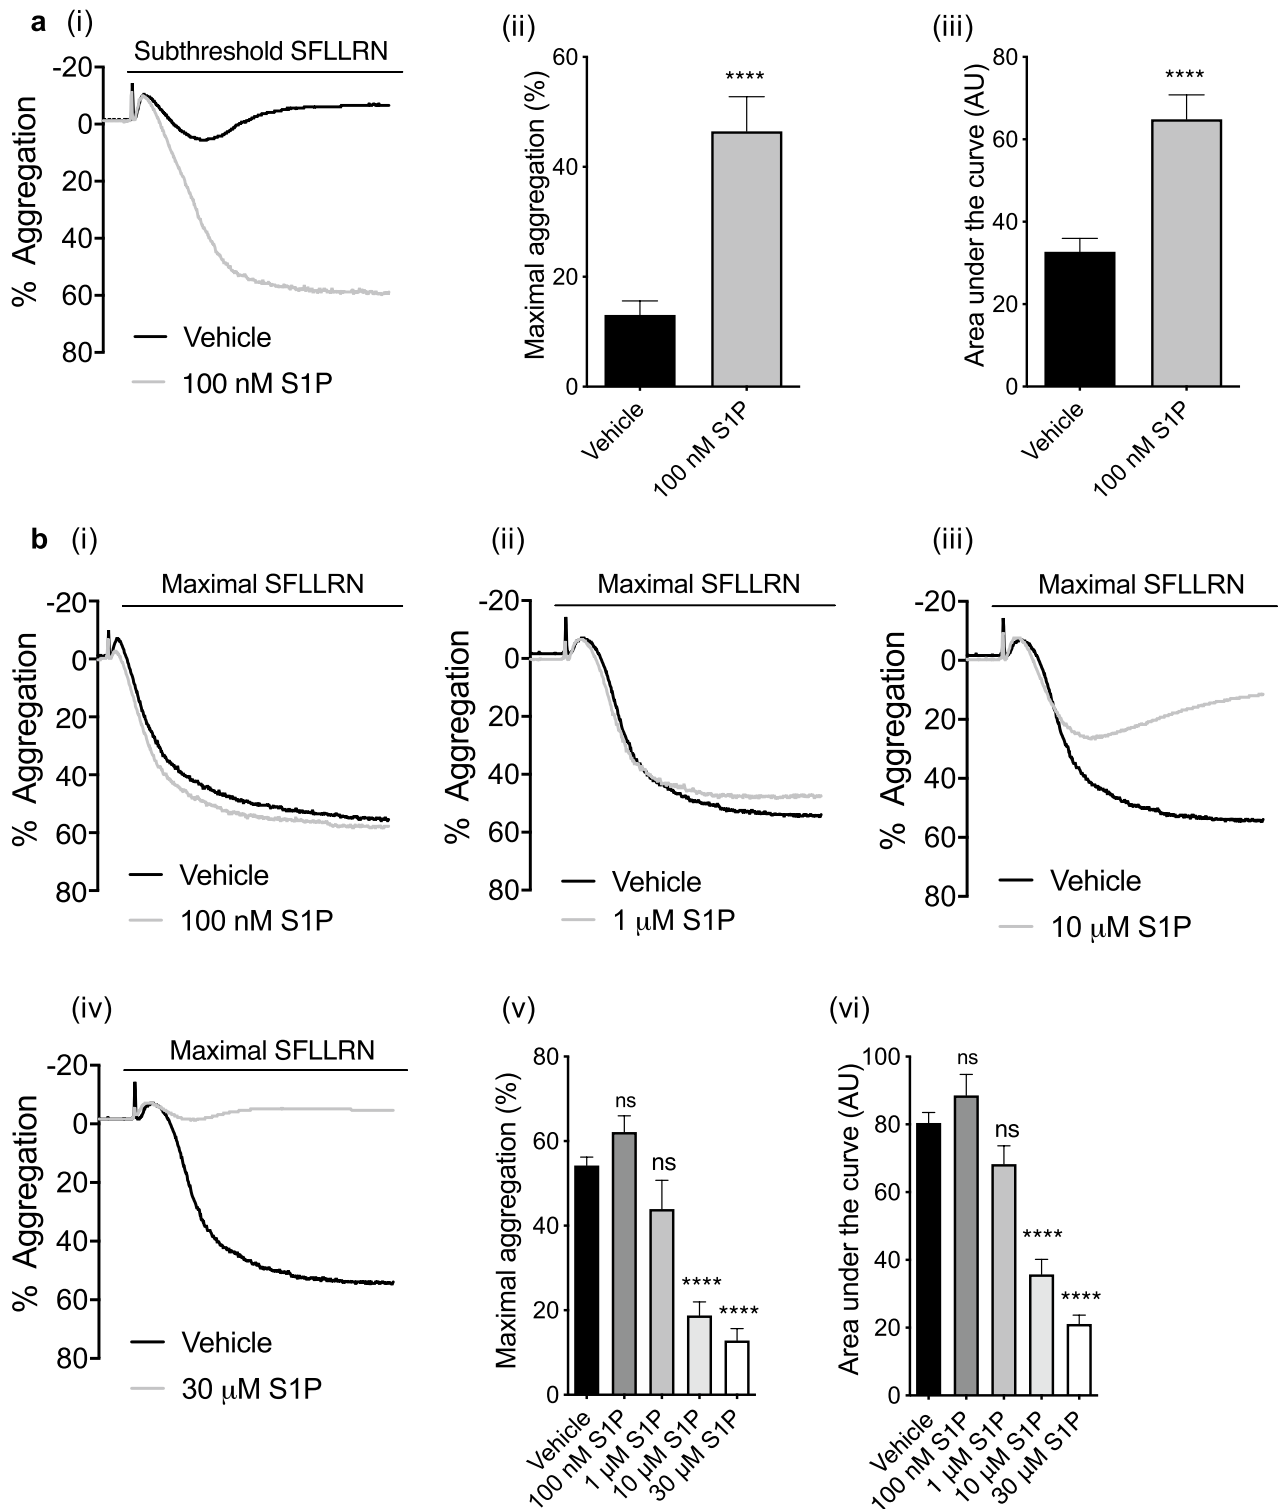 a (i)
Subthreshold SFLLRN
% Aggregation
-20
0
20
40
60
80
Vehicle
100 nM S1P
(ii)
Maximal aggregation (%)
60
40
20
0
****
Vehicle
100 nM S1P
(iii)
Area under the curve (AU)
80
60
40
20
0
****
Vehicle
100 nM S1P
b (i)
Maximal SFLLRN
% Aggregation
-20
0
20
40
60
80
Vehicle
100 nM S1P
(ii)
Maximal SFLLRN
% Aggregation
-20
0
20
40
60
80
Vehicle
1 μM S1P
(iii)
Maximal SFLLRN
% Aggregation
-20
0
20
40
60
80
Vehicle
10 μM S1P
(iv)
Maximal SFLLRN
% Aggregation
-20
0
20
40
60
80
Vehicle
30 μM S1P
(v)
Maximal aggregation (%)
80
60
40
20
0
ns
ns
****
****
Vehicle
100 nM S1P
1 μM S1P
10 μM S1P
30 μM S1P
(vi)
Area under the curve (AU)
100
80
60
40
20
0
ns
ns
****
****
Vehicle
100 nM S1P
1 μM S1P
10 μM S1P
30 μM S1P